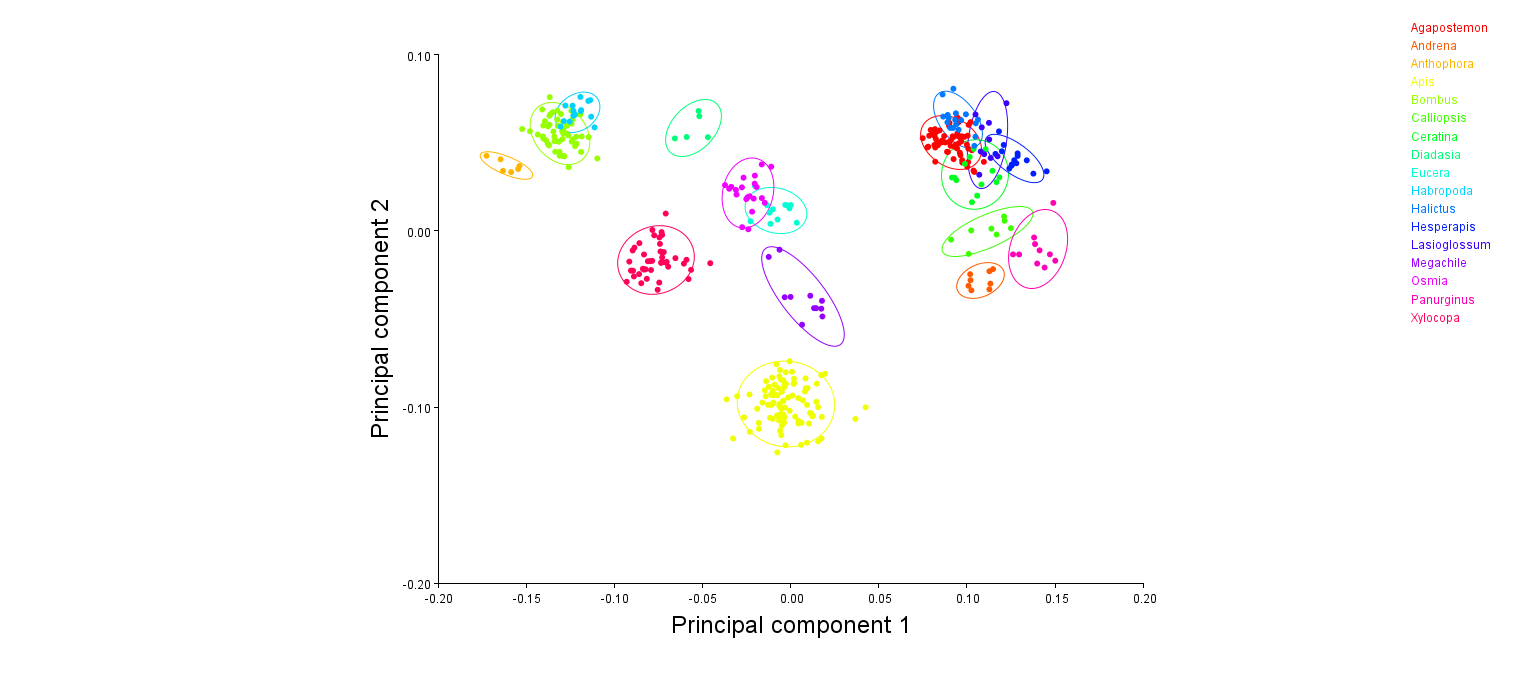 Agapostemon
Andrena
Anthophora
Apis
Bombus
Calliopsis
Ceratina
Diadasia
Eucera
Habropoda
Halictus
Hesperapis
Lasioglossum
Megachile
Osmia
Panurginus
Xylocopa
Principal component 2
0.10
0.00
-0.10
-0.20
-0.20 -0.15 -0.10 -0.05 0.00 0.05 0.10 0.15 0.20
Principal component 1